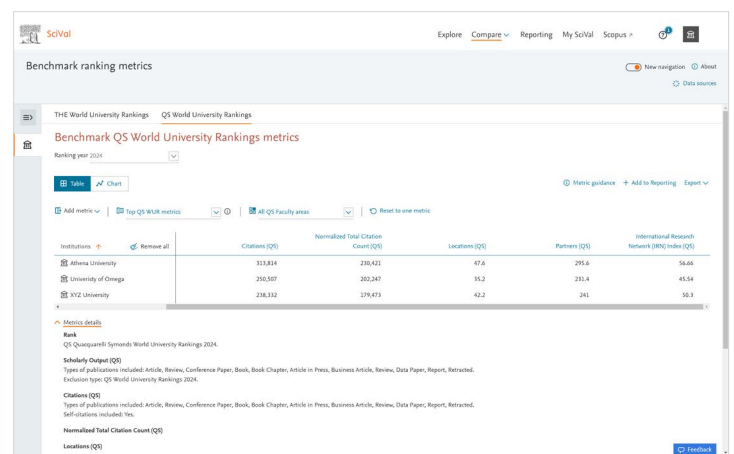 SciVal
Explore Compare Reporting My SciVal Scopus
Benchmark ranking metrics
New navigation About
Data sources
THE World University Rankings QS World University Rankings
Benchmark QS World University Rankings metrics
Ranking year 2024
Table Chart
Metric guidance + Add to Reporting Export
Add metric Top QS WUR metrics All QS Faculty areas Reset to one metric
Institutions Remove all Citations (QS) Normalized Total Citation Count (QS) Locations (QS) Partners (QS) International Research Network (IRN) Index (QS)
Athena University 313,814 230,421 47.6 295.6 56.66
Univeristy of Omega 250,507 202,247 35.2 231.4 45.54
XYZ University 238,332 179,473 42.2 241 50.3
Metrics details
Rank
QS Quacquarelli Symonds World University Rankings 2024.
Scholarly Output (QS)
Types of publications included: Article, Review, Conference Paper, Book, Book Chapter, Article in Press, Business Article, Review, Data Paper, Report, Retracted.
Exclusion type: QS World University Rankings 2024.
Citations (QS)
Types of publications included: Article, Review, Conference Paper, Book, Book Chapter, Article in Press, Business Article, Review, Data Paper, Report, Retracted.
Self-citations included: Yes.
Normalized Total Citation Count (QS)
Locations (QS)
Feedback